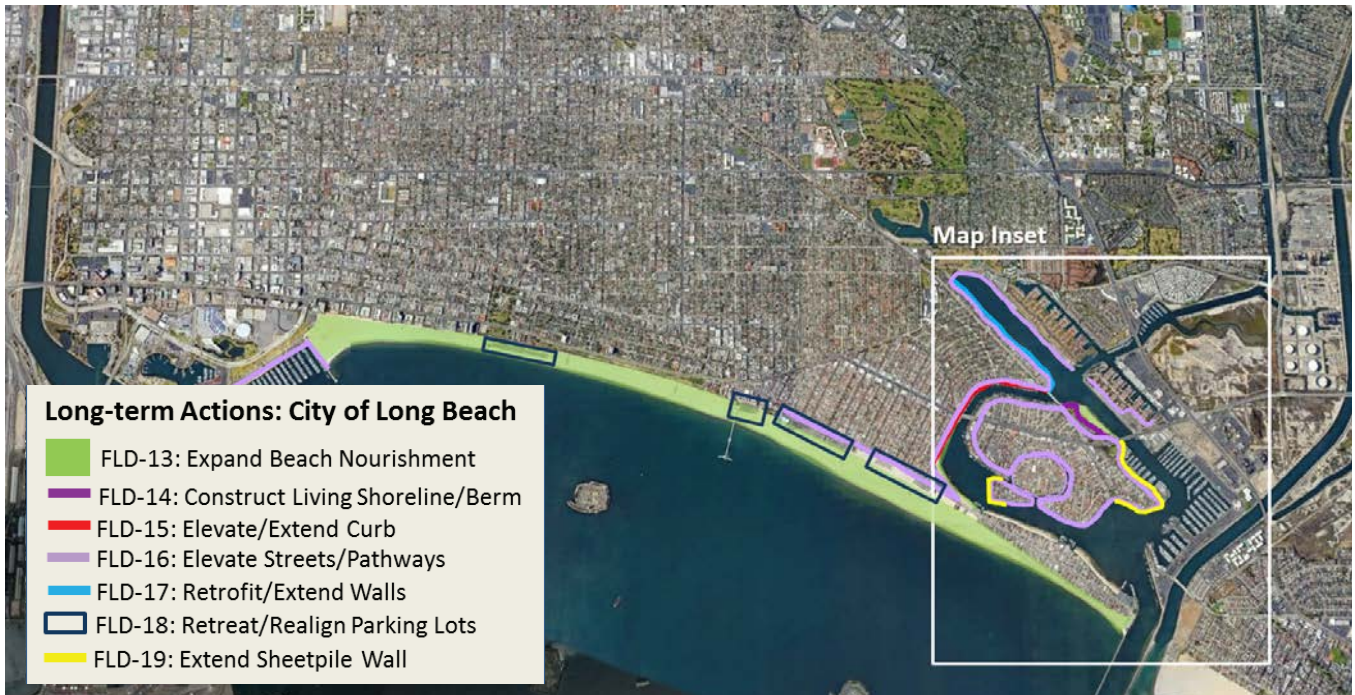 Map Inset
Long-term Actions: City of Long Beach
FLD-13: Expand Beach Nourishment
FLD-14: Construct Living Shoreline/Berm
FLD-15: Elevate/Extend Curb
FLD-16: Elevate Streets/Pathways
FLD-17: Retrofit/Extend Walls
FLD-18: Retreat/Realign Parking Lots
FLD-19: Extend Sheetpile Wall